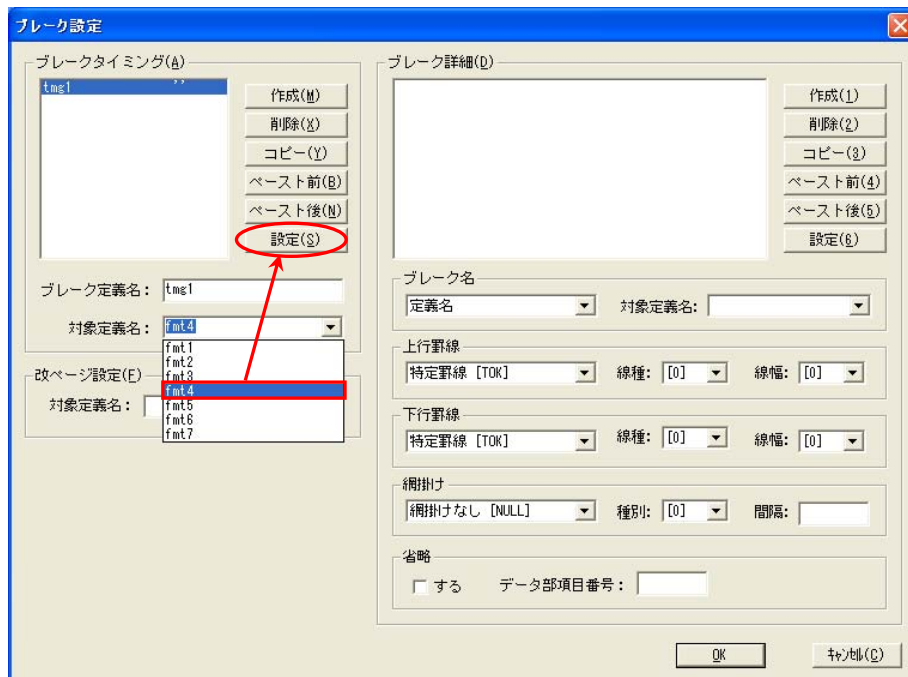 ブレーク設定
ブレークタイミング(A)
tmg1 ''
作成(M)
削除(X)
コピー(Y)
ペースト前(B)
ペースト後(N)
設定(S)
ブレーク定義名: tmg1
対象定義名: fmt4
fmt1
fmt2
fmt3
fmt4
fmt5
fmt6
fmt7
改ページ設定(F)
対象定義名:
ブレーク詳細(D)
作成(1)
削除(2)
コピー(3)
ペースト前(4)
ペースト後(5)
設定(6)
ブレーク名
定義名 対象定義名:
上行罫線
特定罫線 [TOK] 線種: [0] 線幅: [0]
下行罫線
特定罫線 [TOK] 線種: [0] 線幅: [0]
網掛け
網掛けなし [NULL] 種別: [0] 間隔:
省略
する データ部項目番号:
OK キャンセル(C)